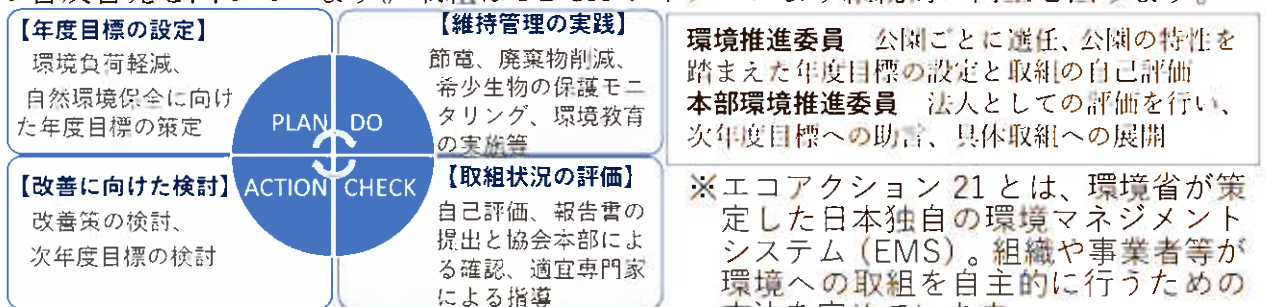 【年度目標の設定】
環境負荷軽減、
自然環境保全に向け
た年度目標の策定
【維持管理の実践】
節電、廃棄物削減、
希少生物の保護モニ
タリング、環境教育
の実施等
PLAN DO
ACTION CHECK
【改善に向けた検討】
改善策の検討、
次年度目標の検討
【取組状況の評価】
自己評価、報告書の
提出と協会本部によ
る確認、適宜専門家
による指導
環境推進委員 公園ごとに選任、公園の特性を
踏まえた年度目標の設定と取組の自己評価
本部環境推進委員 法人としての評価を行い、
次年度目標への助言、具体取組への展開
※エコアクション 21 とは、環境省が策
定した日本独自の環境マネジメント
システム (EMS)。組織や事業者等が
環境への取組を自主的に行うための